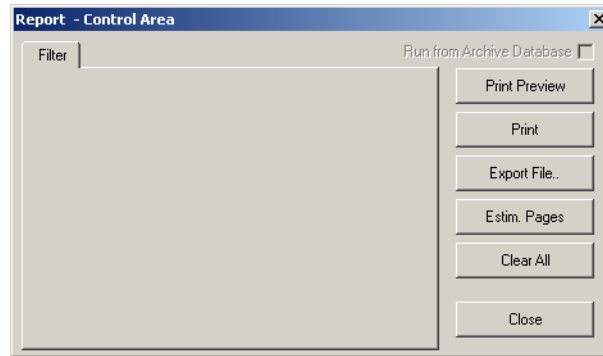 Report - Control Area
Filter
Run from Archive Database
Print Preview
Print
Export File..
Estim. Pages
Clear All
Close